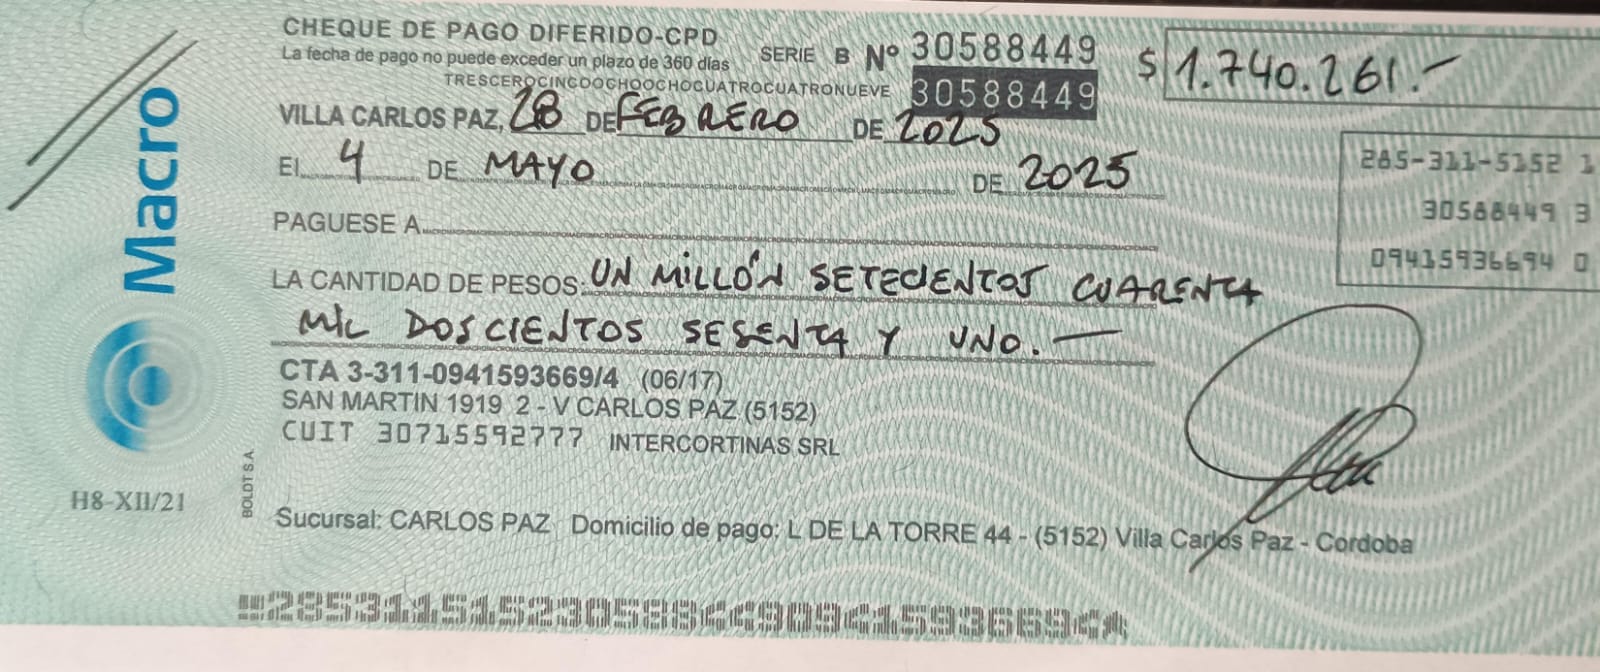 CHEQUE DE PAGO DIFERIDO-CPD
La fecha de pago no puede exceder un plazo de 360 días
SERIE B Nº 30588449
$ 1.740.261.-
TRESCEROCINCOOCHOOCHOCUATROCUATRONUEVE 30588449
VILLA CARLOS PAZ, 28 DE FEBRERO DE 2025
El 4 DE MAYO DE 2025
285-311-5152 1
30588449 3
09415936694 0
PAGUESE A
LA CANTIDAD DE PESOS: UN MILLÓN SETECIENTOS CUARENTA
MIL DOSCIENTOS SESENTA Y UNO.—
CTA 3-311-0941593669/4 (06/17)
SAN MARTIN 1919 2 - V CARLOS PAZ (5152)
CUIT 30715592777 INTERCORTINAS SRL
Sucursal: CARLOS PAZ Domicilio de pago: L DE LA TORRE 44 - (5152) Villa Carlos Paz - Cordoba
Macro
H8-XII/21
BOLDT S.A.
28531151523058844909415936694